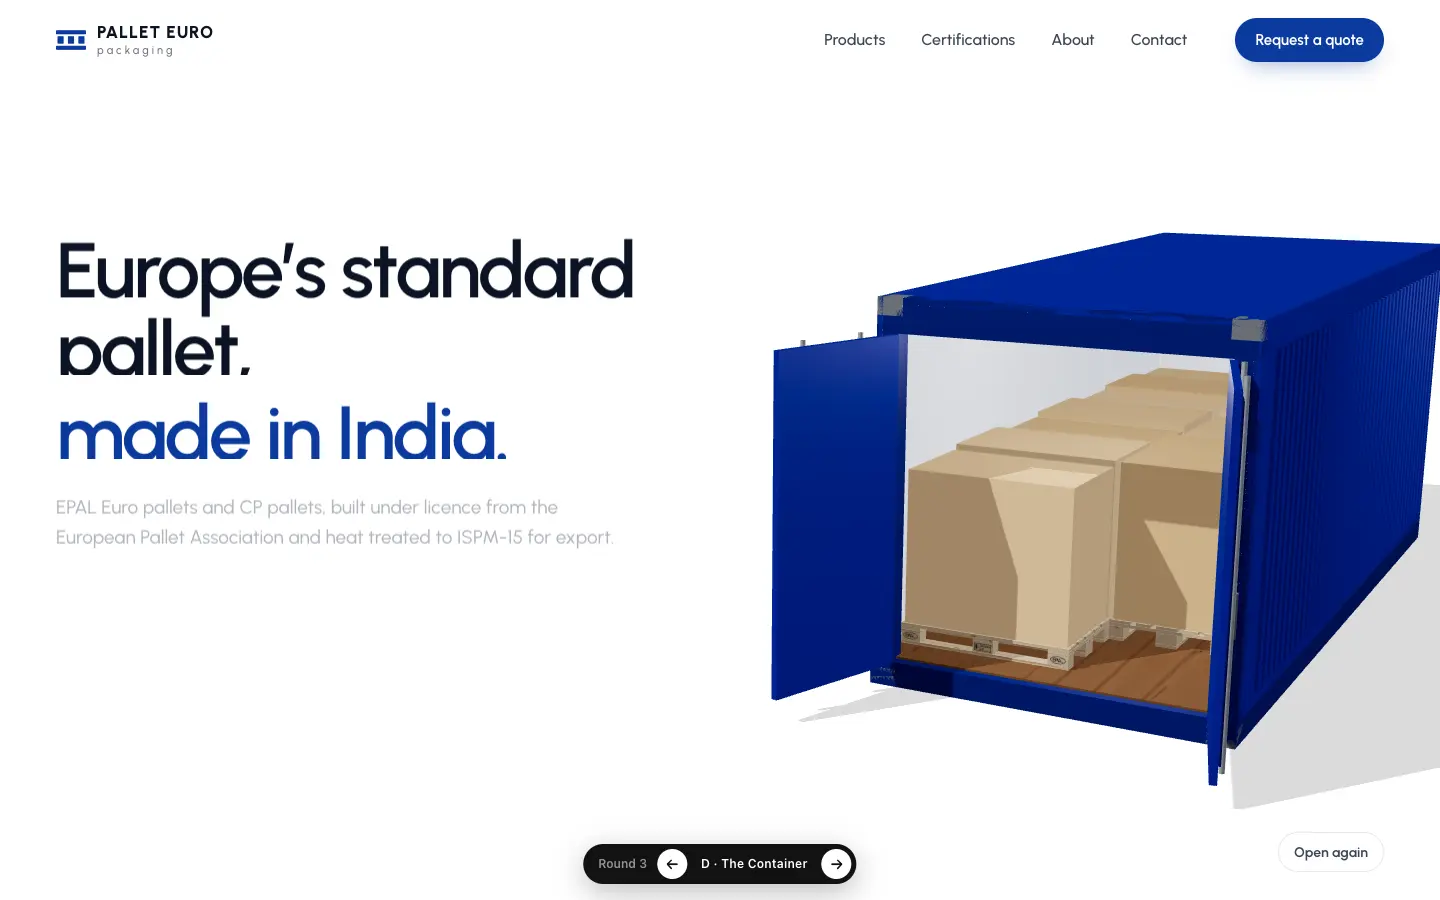 PALLET EURO
packaging
Products
Certifications
About
Contact
Request a quote
Europe's standard
pallet,
made in India.
EPAL Euro pallets and CP pallets, built under licence from the
European Pallet Association and heat treated to ISPM-15 for export.
Round 3
D · The Container
Open again